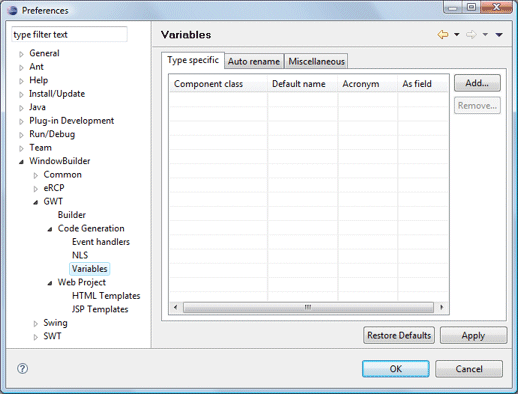 Preferences
type filter text
General
Ant
Help
Install/Update
Java
Plug-in Development
Run/Debug
Team
WindowBuilder
Common
eRCP
GWT
Builder
Code Generation
Event handlers
NLS
Variables
Web Project
HTML Templates
JSP Templates
Swing
SWT
Variables
Type specific Auto rename Miscellaneous
Component class Default name Acronym As field
Add...
Remove...
Restore Defaults Apply
OK Cancel